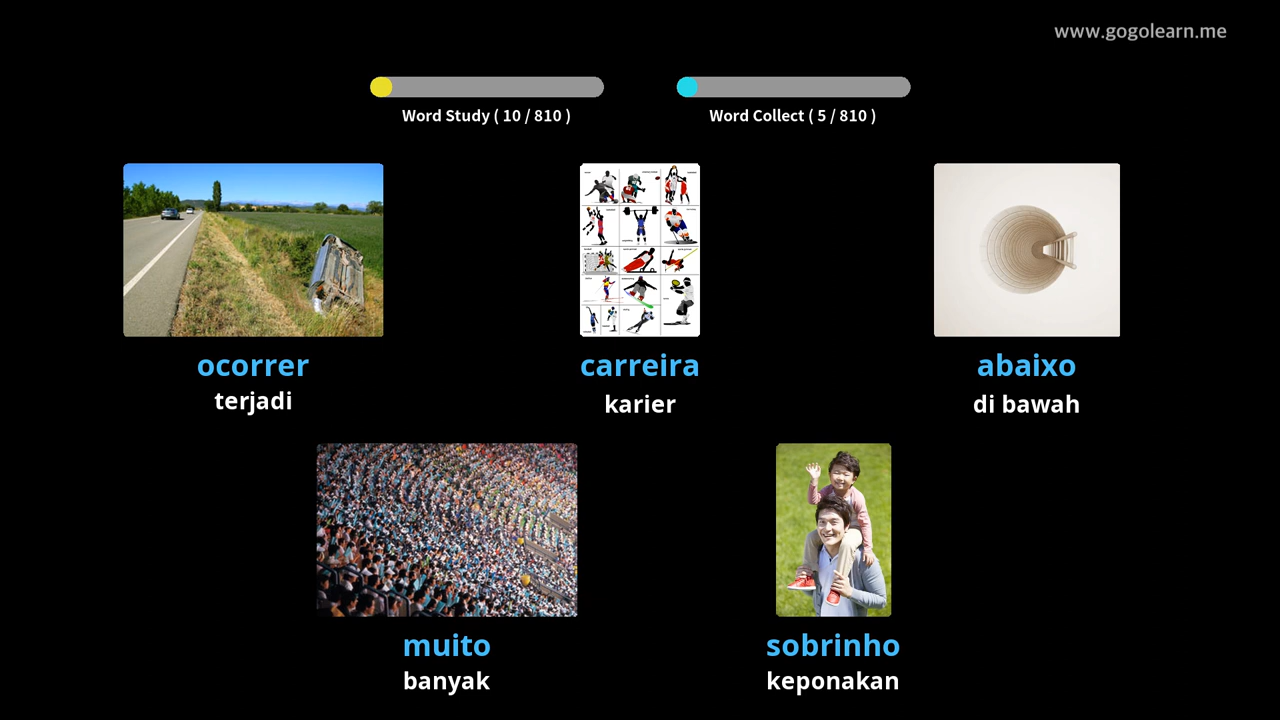 www.gogolearn.me
Word Study ( 10 / 810 )
Word Collect ( 5 / 810 )
ocorrer
terjadi
carreira
karier
abaixo
di bawah
muito
banyak
sobrinho
keponakan